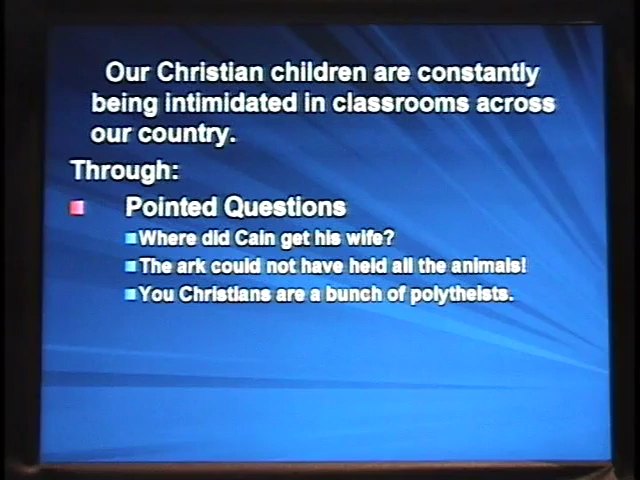 Our Christian children are constantly
being intimidated in classrooms across
our country.
Through:
Pointed Questions
Where did Cain get his wife?
The ark could not have held all the animals!
You Christians are a bunch of polytheists.